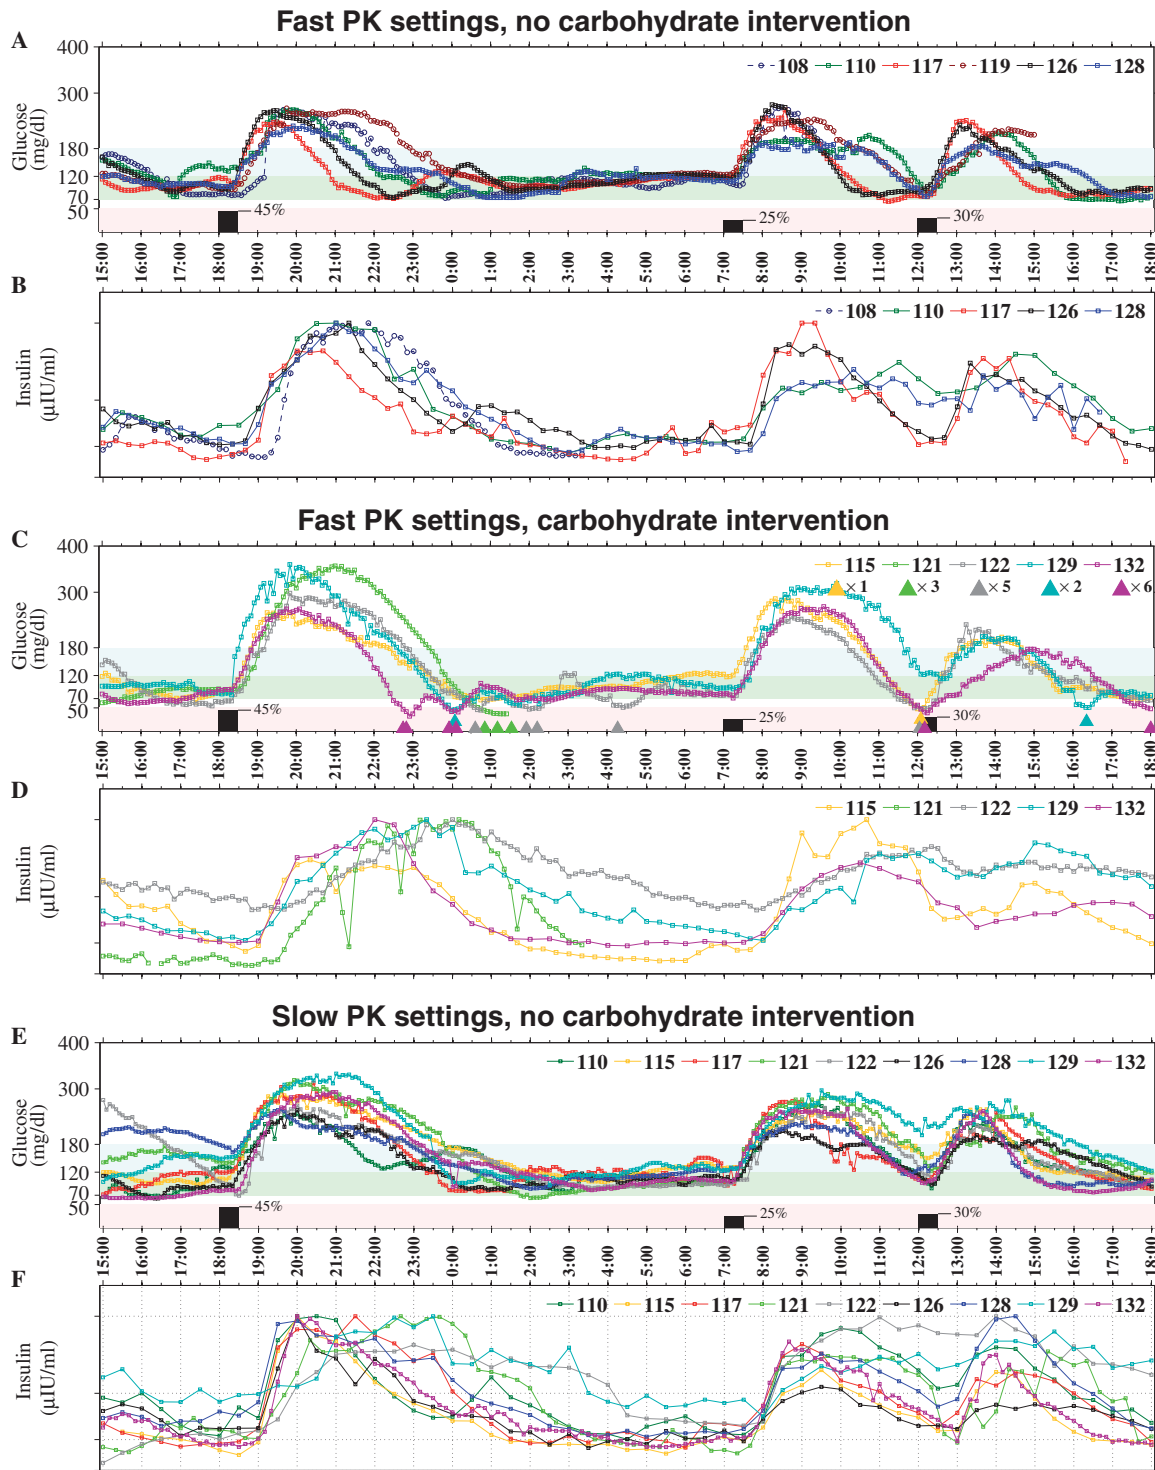 Fast PK settings, no carbohydrate intervention
A
400
300
180
120
70
50
Glucose
(mg/dl)
108 110 117 119 126 128
45%
25%
30%
15:00 16:00 17:00 18:00 19:00 20:00 21:00 22:00 23:00 0:00 1:00 2:00 3:00 4:00 5:00 6:00 7:00 8:00 9:00 10:00 11:00 12:00 13:00 14:00 15:00 16:00 17:00 18:00
B
Insulin
(µIU/ml)
108 110 117 126 128
Fast PK settings, carbohydrate intervention
C
400
300
180
120
70
50
Glucose
(mg/dl)
115 121 122 129 132
×1 ×3 ×5 ×2 ×6
45%
25%
30%
15:00 16:00 17:00 18:00 19:00 20:00 21:00 22:00 23:00 0:00 1:00 2:00 3:00 4:00 5:00 6:00 7:00 8:00 9:00 10:00 11:00 12:00 13:00 14:00 15:00 16:00 17:00 18:00
D
Insulin
(µIU/ml)
115 121 122 129 132
Slow PK settings, no carbohydrate intervention
E
400
300
180
120
70
50
Glucose
(mg/dl)
110 115 117 121 122 126 128 129 132
45%
25%
30%
15:00 16:00 17:00 18:00 19:00 20:00 21:00 22:00 23:00 0:00 1:00 2:00 3:00 4:00 5:00 6:00 7:00 8:00 9:00 10:00 11:00 12:00 13:00 14:00 15:00 16:00 17:00 18:00
F
Insulin
(µIU/ml)
110 115 117 121 122 126 128 129 132